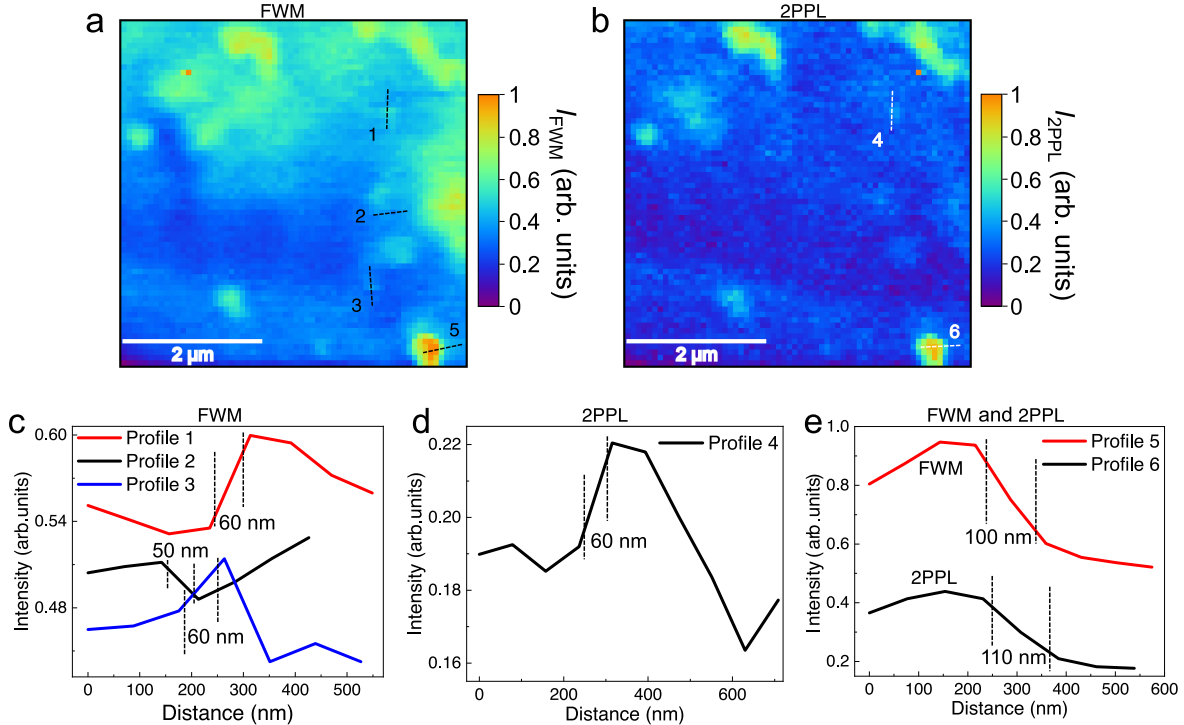 a
FWM
1
2
3
5
2 µm
1
0.8
0.6
0.4
0.2
0
I_FWM (arb. units)
b
2PPL
4
6
2 µm
1
0.8
0.6
0.4
0.2
0
I_2PPL (arb. units)
c
FWM
Profile 1
Profile 2
Profile 3
60 nm
50 nm
60 nm
0.60
0.54
0.48
Intensity (arb.units)
0
100
200
300
400
500
Distance (nm)
d
2PPL
Profile 4
60 nm
0.22
0.20
0.18
0.16
Intensity (arb.units)
0
200
400
600
Distance (nm)
e
FWM and 2PPL
Profile 5
Profile 6
FWM
100 nm
2PPL
110 nm
1.0
0.8
0.6
0.4
0.2
Intensity (arb.units)
0
100
200
300
400
500
600
Distance (nm)